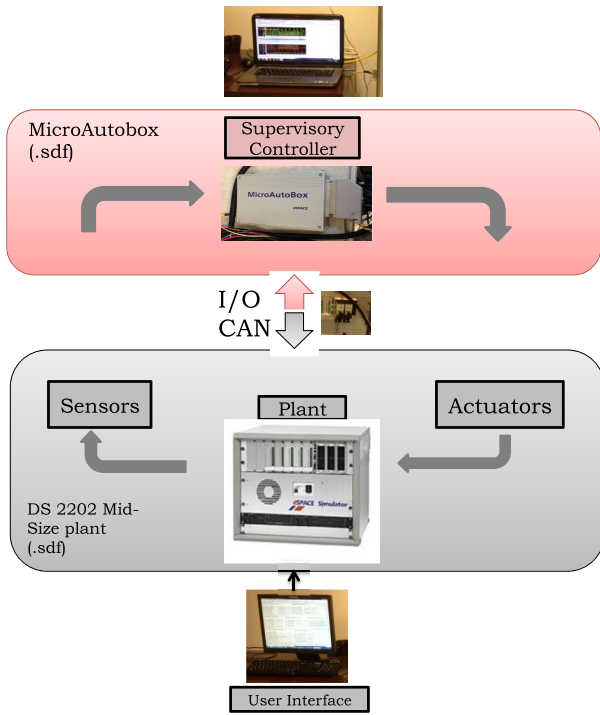 MicroAutobox
(.sdf)
Supervisory
Controller
MicroAutoBox
dSPACE
I/O
CAN
Sensors
Plant
Actuators
dSPACE Simulator
DS 2202 Mid-
Size plant
(.sdf)
User Interface